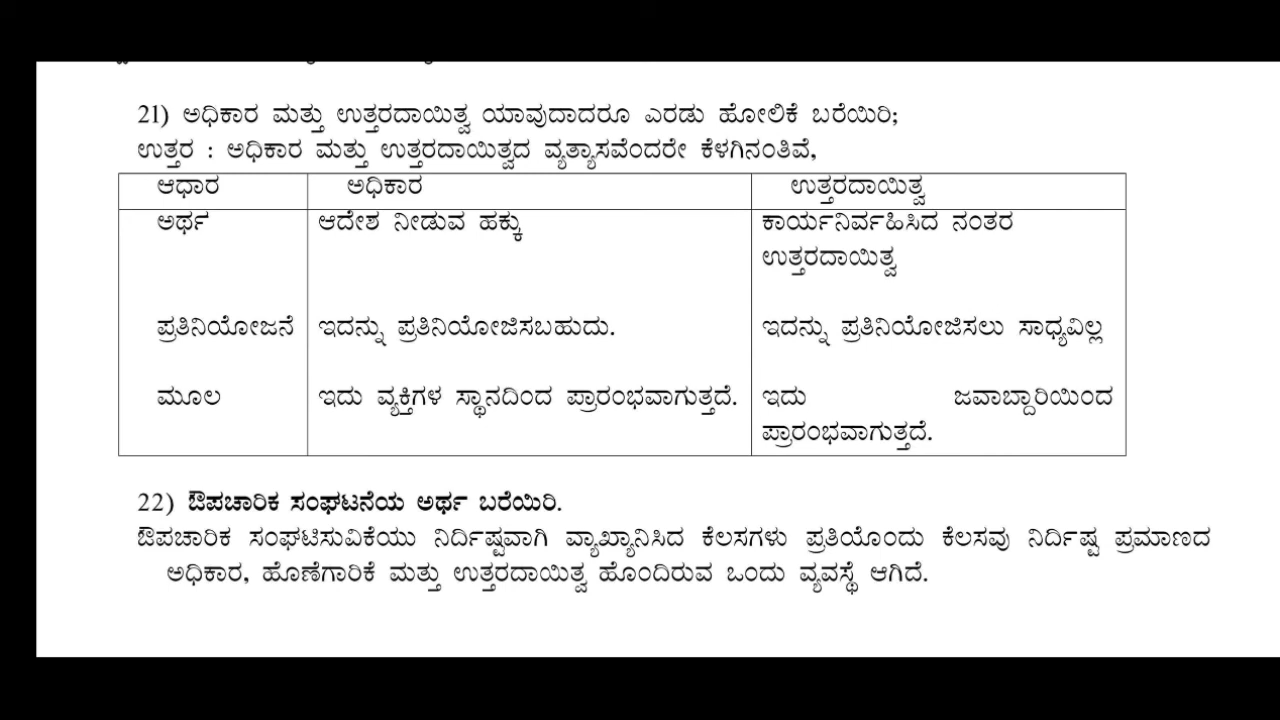 21) ಅಧಿಕಾರ ಮತ್ತು ಉತ್ತರದಾಯಿತ್ವ ಯಾವುದಾದರೂ ಎರಡು ಹೋಲಿಕೆ ಬರೆಯಿರಿ;
ಉತ್ತರ : ಅಧಿಕಾರ ಮತ್ತು ಉತ್ತರದಾಯಿತ್ವದ ವ್ಯತ್ಯಾಸವೆಂದರೇ ಕೆಳಗಿನಂತಿವೆ,
ಆಧಾರ ಅಧಿಕಾರ ಉತ್ತರದಾಯಿತ್ವ
ಅರ್ಥ ಆದೇಶ ನೀಡುವ ಹಕ್ಕು ಕಾರ್ಯನಿರ್ವಹಿಸಿದ ನಂತರ
ಉತ್ತರದಾಯಿತ್ವ
ಪ್ರತಿನಿಯೋಜನೆ ಇದನ್ನು ಪ್ರತಿನಿಯೋಜಿಸಬಹುದು. ಇದನ್ನು ಪ್ರತಿನಿಯೋಜಿಸಲು ಸಾಧ್ಯವಿಲ್ಲ
ಮೂಲ ಇದು ವ್ಯಕ್ತಿಗಳ ಸ್ಥಾನದಿಂದ ಪ್ರಾರಂಭವಾಗುತ್ತದೆ. ಇದು ಜವಾಬ್ದಾರಿಯಿಂದ
ಪ್ರಾರಂಭವಾಗುತ್ತದೆ.
22) ಔಪಚಾರಿಕ ಸಂಘಟನೆಯ ಅರ್ಥ ಬರೆಯಿರಿ.
ಔಪಚಾರಿಕ ಸಂಘಟಿಸುವಿಕೆಯು ನಿರ್ದಿಷ್ಟವಾಗಿ ವ್ಯಾಖ್ಯಾನಿಸಿದ ಕೆಲಸಗಳು ಪ್ರತಿಯೊಂದು ಕೆಲಸವು ನಿರ್ದಿಷ್ಟ ಪ್ರಮಾಣದ
ಅಧಿಕಾರ, ಹೊಣೆಗಾರಿಕೆ ಮತ್ತು ಉತ್ತರದಾಯಿತ್ವ ಹೊಂದಿರುವ ಒಂದು ವ್ಯವಸ್ಥೆ ಆಗಿದೆ.